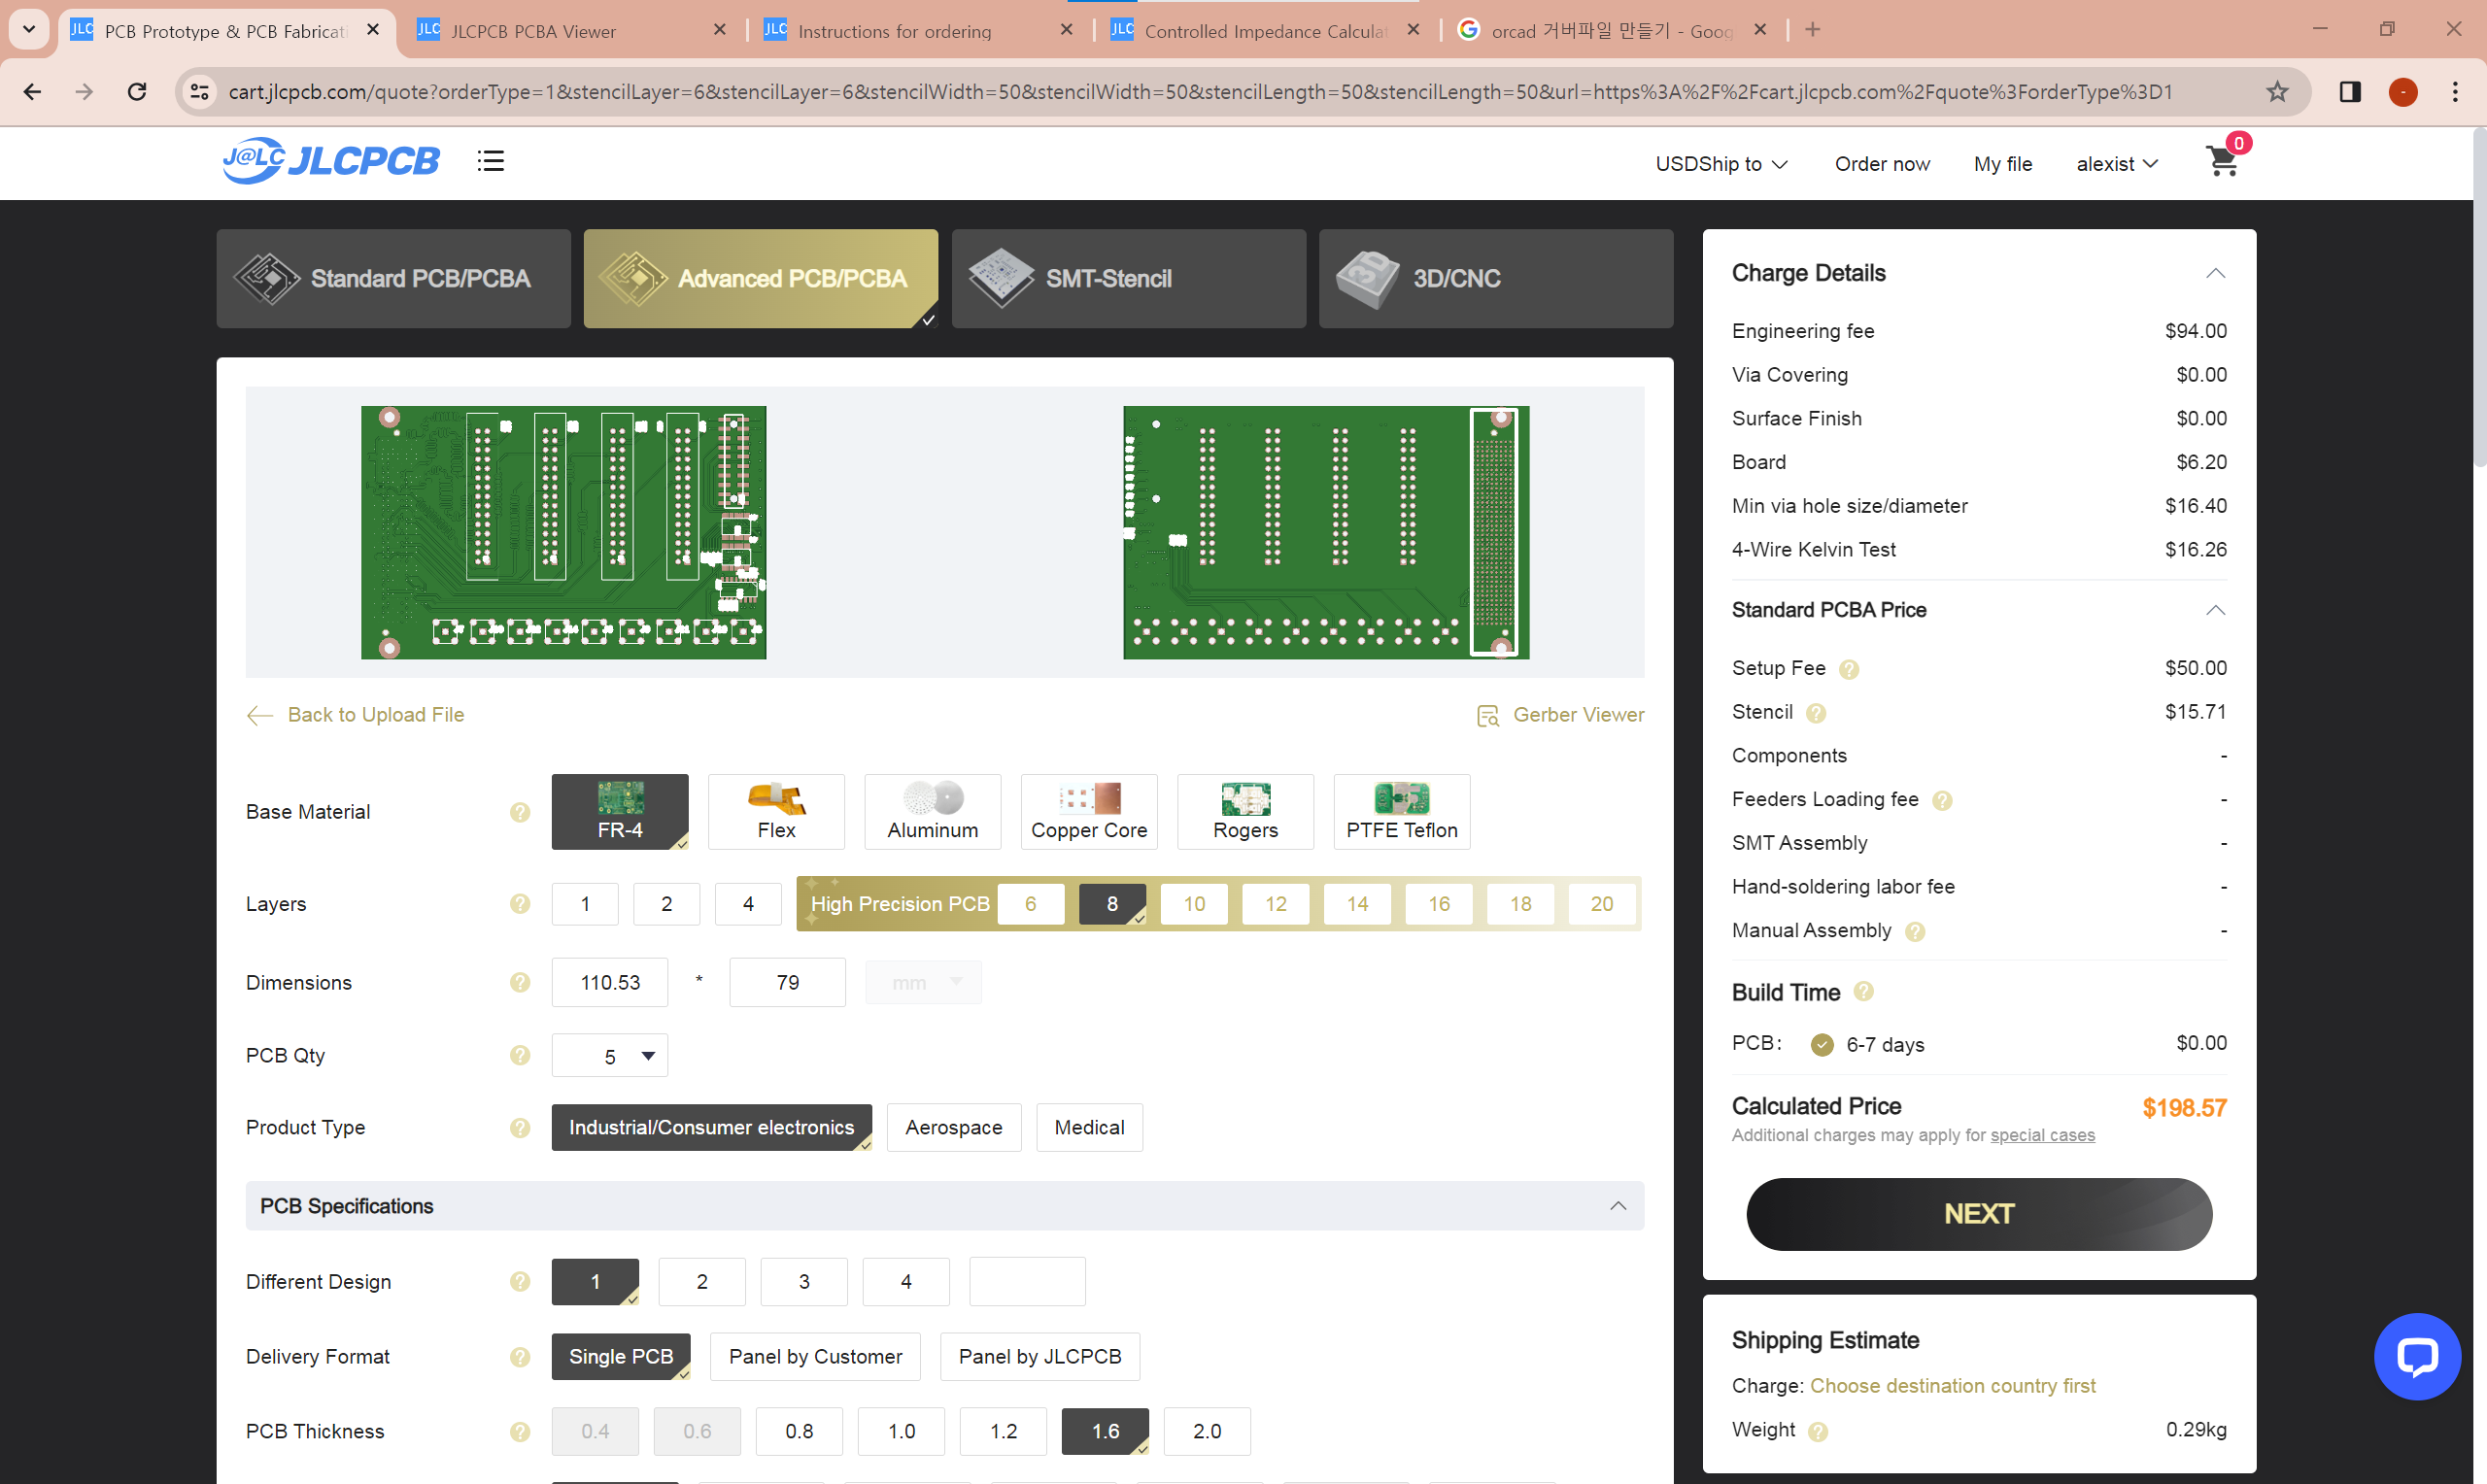 PCB Prototype & PCB Fabricati
JLCPCB PCBA Viewer
Instructions for ordering
Controlled Impedance Calculat
orcad 거버파일 만들기 - Goog
cart.jlcpcb.com/quote?orderType=1&stencilLayer=6&stencilLayer=6&stencilWidth=50&stencilWidth=50&stencilLength=50&stencilLength=50&url=https%3A%2F%2Fcart.jlcpcb.com%2Fquote%3ForderType%3D1
J@LC JLCPCB
USDShip to
Order now
My file
alexist
0
Standard PCB/PCBA
Advanced PCB/PCBA
SMT-Stencil
3D/CNC
Back to Upload File
Gerber Viewer
Base Material ?
FR-4
Flex
Aluminum
Copper Core
Rogers
PTFE Teflon
Layers ? 1 2 4 High Precision PCB 6 8 10 12 14 16 18 20
Dimensions ? 110.53 * 79 mm
PCB Qty ? 5
Product Type ? Industrial/Consumer electronics Aerospace Medical
PCB Specifications
Different Design ? 1 2 3 4
Delivery Format ? Single PCB Panel by Customer Panel by JLCPCB
PCB Thickness ? 0.4 0.6 0.8 1.0 1.2 1.6 2.0
Charge Details
Engineering fee $94.00
Via Covering $0.00
Surface Finish $0.00
Board $6.20
Min via hole size/diameter $16.40
4-Wire Kelvin Test $16.26
Standard PCBA Price
Setup Fee ? $50.00
Stencil ? $15.71
Components -
Feeders Loading fee ? -
SMT Assembly -
Hand-soldering labor fee -
Manual Assembly ? -
Build Time ?
PCB: 6-7 days $0.00
Calculated Price $198.57
Additional charges may apply for special cases
NEXT
Shipping Estimate
Charge: Choose destination country first
Weight ? 0.29kg